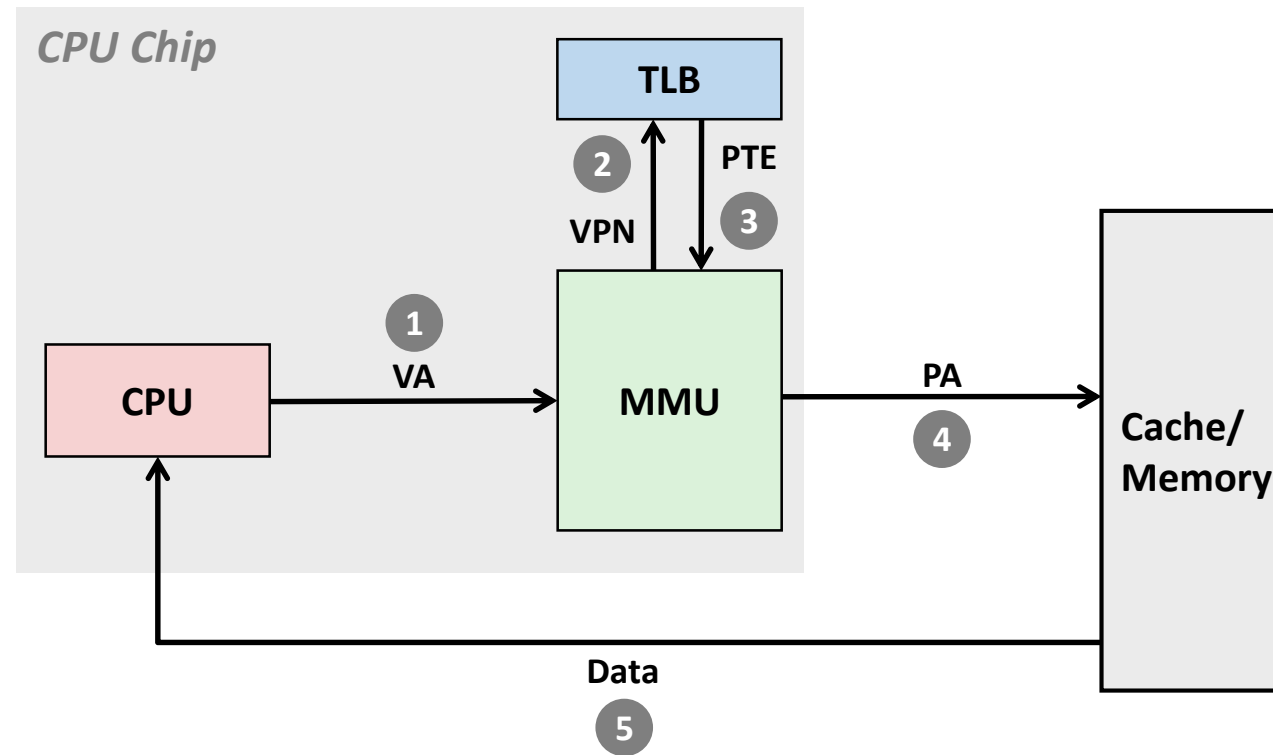 CPU Chip
TLB
2
PTE
VPN
3
1
VA
CPU
MMU
PA
4
Cache/
Memory
Data
5